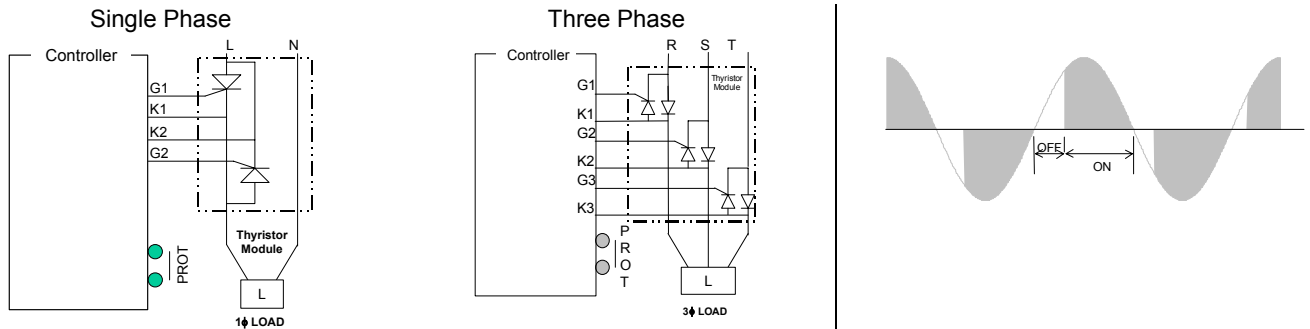 Single Phase
Controller
L
N
G1
K1
K2
G2
PROT
Thyristor
Module
L
1ϕ LOAD
Three Phase
Controller
R
S
T
Thyristor
Module
G1
K1
G2
K2
G3
K3
P
R
O
T
L
3ϕ LOAD
OFF
ON